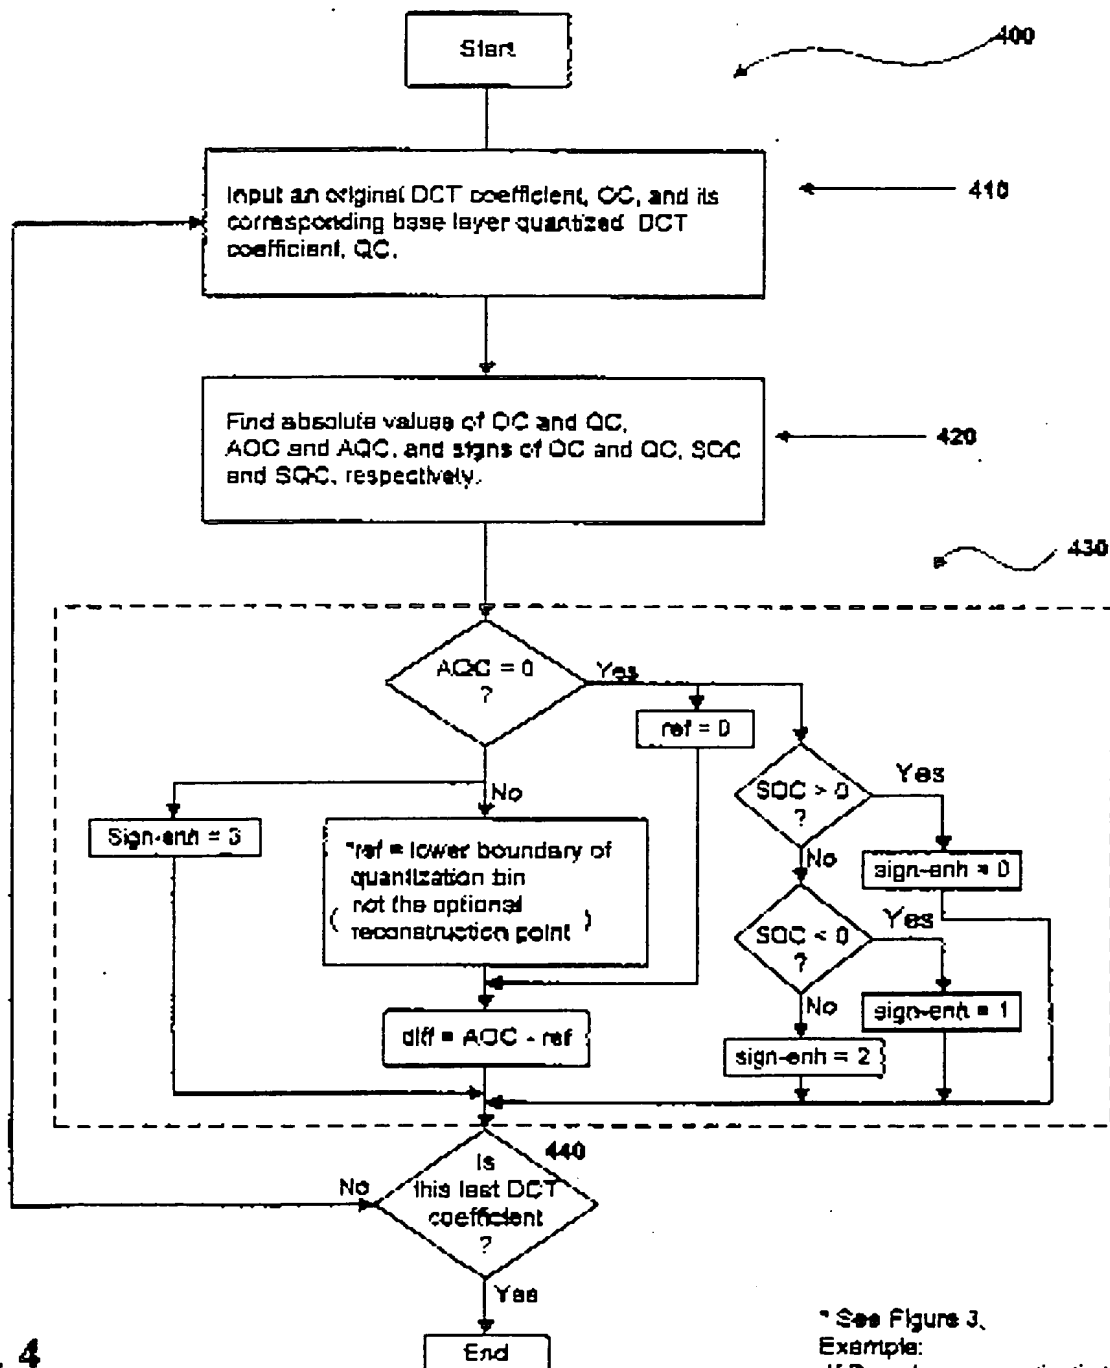 Start
400
Input an original DCT coefficient, OC, and its
corresponding base layer quantized DCT
coefficient, QC.
410
Find absolute values of OC and QC,
AOC and AQC, and signs of OC and QC, SOC
and SQC, respectively.
420
430
AQC = 0
?
Yes
ref = 0
No
Sign-enh = 3
*ref = lower boundary of
quantization bin
( not the optional
reconstruction point )
diff = AOC - ref
SOC > 0
?
Yes
No
sign-enh = 0
SOC < 0
?
Yes
No
sign-enh = 1
sign-enh = 2
440
Is
this last DCT
coefficient
?
No
Yes
End
4
* See Figure 3.
Example: